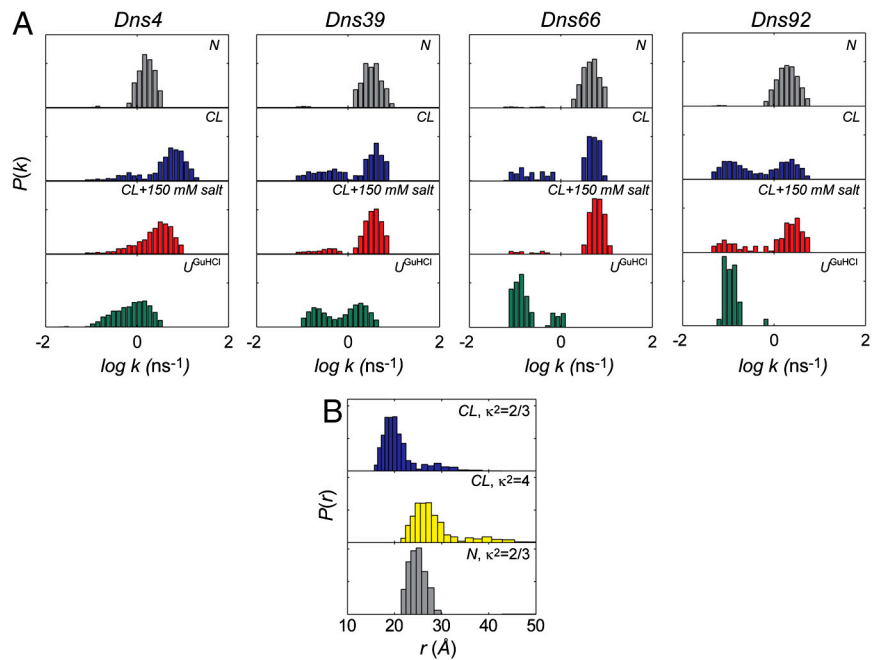 A
Dns4 Dns39 Dns66 Dns92
N N N N
CL CL CL CL
P(k)
CL+150 mM salt CL+150 mM salt CL+150 mM salt CL+150 mM salt
U^GuHCl U^GuHCl U^GuHCl U^GuHCl
-2 0 2 -2 0 2 -2 0 2 -2 0 2
log k (ns⁻¹) log k (ns⁻¹) log k (ns⁻¹) log k (ns⁻¹)
B
CL, κ²=2/3
CL, κ²=4
P(r)
N, κ²=2/3
10 20 30 40 50
r (Å)